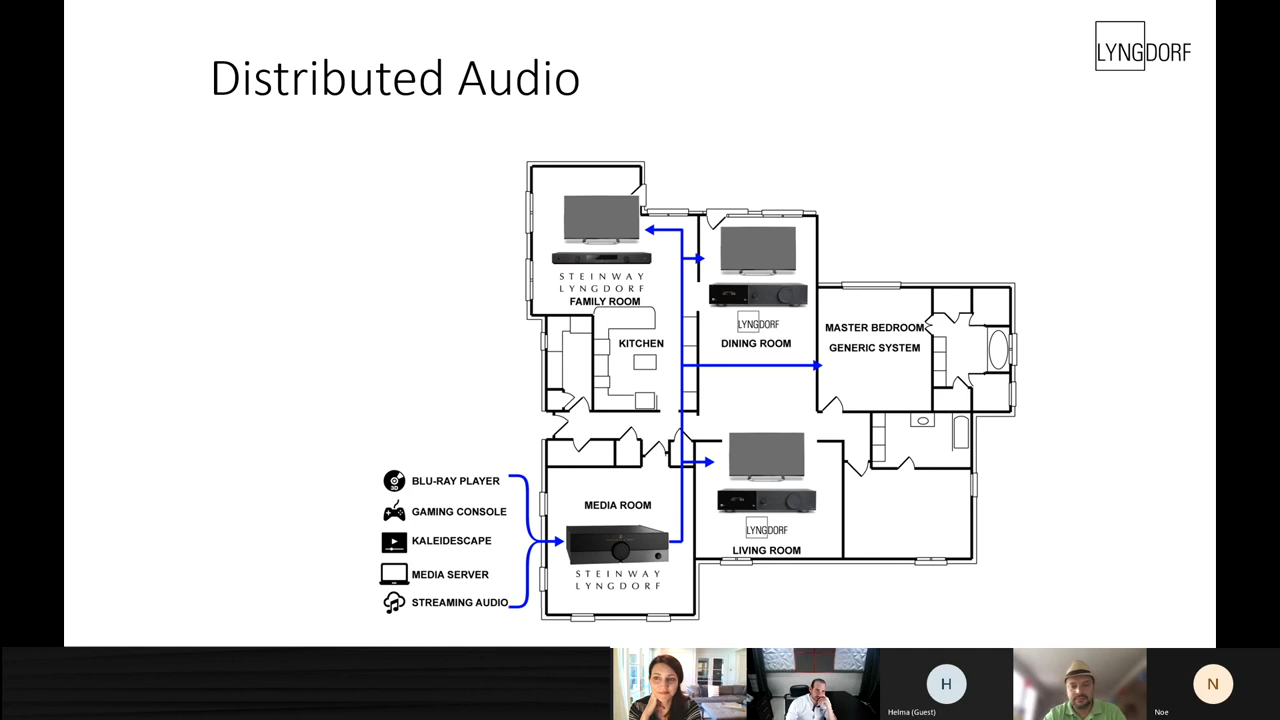 LYNGDORF
Distributed Audio
STEINWAY
LYNGDORF
FAMILY ROOM
LYNGDORF
DINING ROOM
KITCHEN
MASTER BEDROOM
GENERIC SYSTEM
BLU-RAY PLAYER
GAMING CONSOLE
KALEIDESCAPE
MEDIA SERVER
STREAMING AUDIO
3D
MEDIA ROOM
STEINWAY
LYNGDORF
LYNGDORF
LIVING ROOM
H
Helma (Guest)
N
Noe